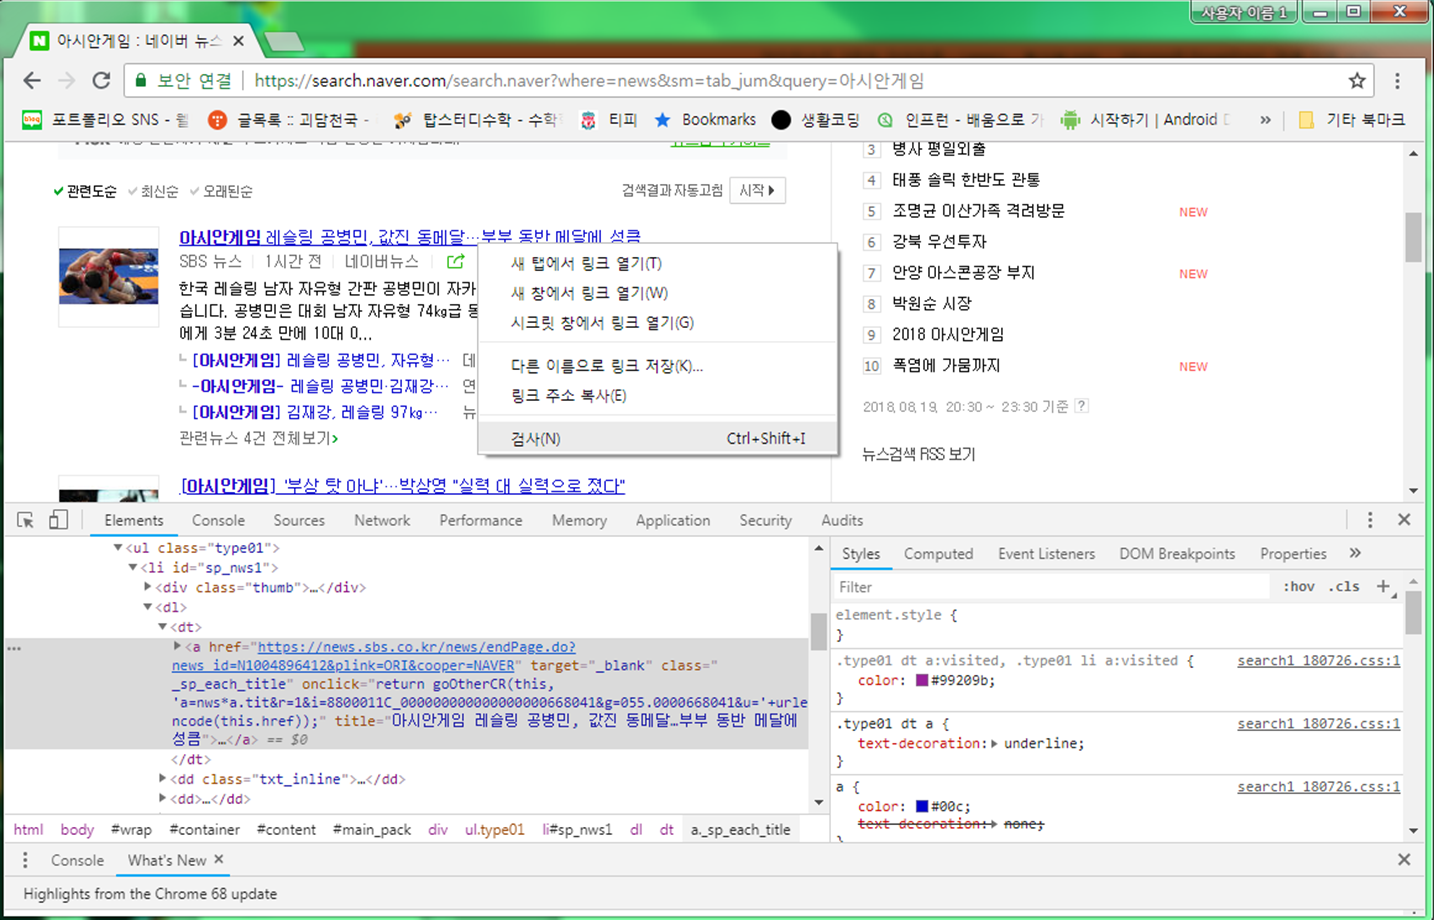 사용자 이름 1
아시안게임 : 네이버 뉴스
보안 연결 https://search.naver.com/search.naver?where=news&sm=tab_jum&query=아시안게임
포트폴리오 SNS - 웹 글목록 :: 괴담천국 - 탑스터디수학 - 수학 티피 Bookmarks 생활코딩 인프런 - 배움으로 가 시작하기 | Android » 기타 북마크
관련도순 최신순 오래된순 검색결과 자동고침 시작
아시안게임 레슬링 공병민, 값진 동메달…부부 동반 메달에 성큼
SBS 뉴스 1시간 전 네이버뉴스
한국 레슬링 남자 자유형 간판 공병민이 자카
습니다. 공병민은 대회 남자 자유형 74kg급 동
에게 3분 24초 만에 10대 0...
[아시안게임] 레슬링 공병민, 자유형… 데
-아시안게임- 레슬링 공병민·김재강… 연
[아시안게임] 김재강, 레슬링 97kg… 뉴
관련뉴스 4건 전체보기
[아시안게임] '부상 탓 아냐'…박상영 "실력 대 실력으로 졌다"
새 탭에서 링크 열기(T)
새 창에서 링크 열기(W)
시크릿 창에서 링크 열기(G)
다른 이름으로 링크 저장(K)...
링크 주소 복사(E)
검사(N) Ctrl+Shift+I
3 병사 평일외출
4 태풍 솔릭 한반도 관통
5 조명균 이산가족 격려방문 NEW
6 강북 우선투자
7 안양 아스콘공장 부지 NEW
8 박원순 시장
9 2018 아시안게임
10 폭염에 가뭄까지 NEW
2018.08.19. 20:30 ~ 23:30 기준 ?
뉴스검색 RSS 보기
Elements Console Sources Network Performance Memory Application Security Audits
<ul class="type01">
<li id="sp_nws1">
<div class="thumb">…</div>
<dl>
<dt>
<a href="https://news.sbs.co.kr/news/endPage.do?
news_id=N1004896412&plink=ORI&cooper=NAVER" target="_blank" class="
_sp_each_title" onclick="return goOtherCR(this,
'a=nws*a.tit&r=1&i=8800011C_000000000000000000668041&g=055.0000668041&u='+urle
ncode(this.href));" title="아시안게임 레슬링 공병민, 값진 동메달…부부 동반 메달에
성큼">…</a> == $0
</dt>
<dd class="txt_inline">…</dd>
<dd>…</dd>
html body #wrap #container #content #main_pack div ul.type01 li#sp_nws1 dl dt a._sp_each_title
Styles Computed Event Listeners DOM Breakpoints Properties »
Filter :hov .cls +
element.style {
}
.type01 dt a:visited, .type01 li a:visited { search1_180726.css:1
color: #99209b;
}
.type01 dt a { search1_180726.css:1
text-decoration: underline;
}
a { search1_180726.css:1
color: #00c;
text-decoration: none;
}
Console What's New
Highlights from the Chrome 68 update